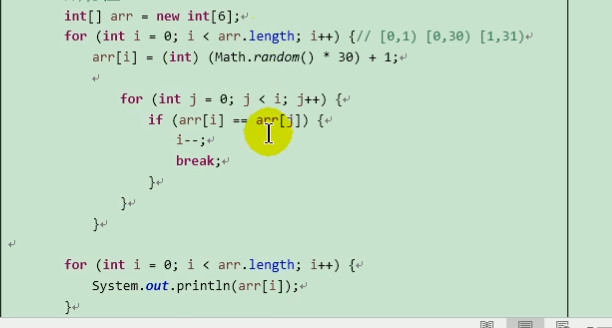 int[] arr = new int[6];↵
for (int i = 0; i < arr.length; i++) {// [0,1) [0,30) [1,31)↵
arr[i] = (int) (Math.random() * 30) + 1;↵
↵
for (int j = 0; j < i; j++) {↵
if (arr[i] == arr[j]) {↵
i--;↵
break;↵
}↵
}↵
}↵
↵
for (int i = 0; i < arr.length; i++) {↵
System.out.println(arr[i]);↵
}↵